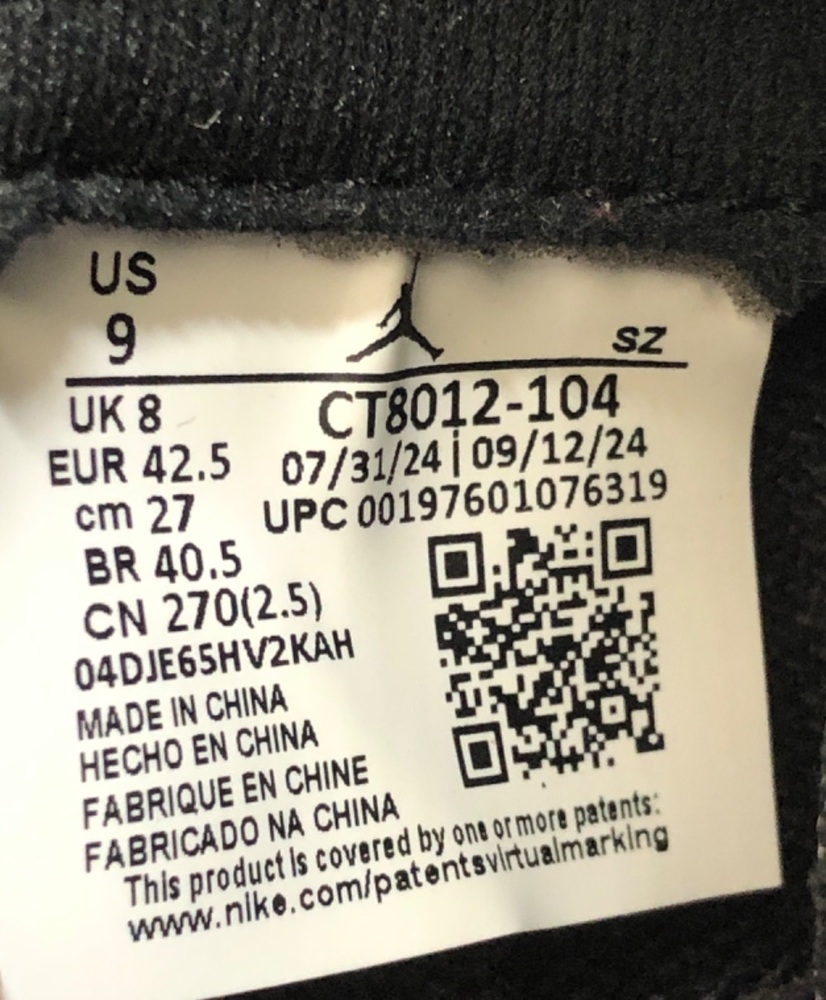 US
9
SZ
UK 8
CT8012-104
EUR 42.5
07/31/24 | 09/12/24
cm 27
UPC 00197601076319
BR 40.5
CN 270(2.5)
04DJE65HV2KAH
MADE IN CHINA
HECHO EN CHINA
FABRIQUE EN CHINE
FABRICADO NA CHINA
This product is covered by one or more patents:
www.nike.com/patentsvirtualmarking